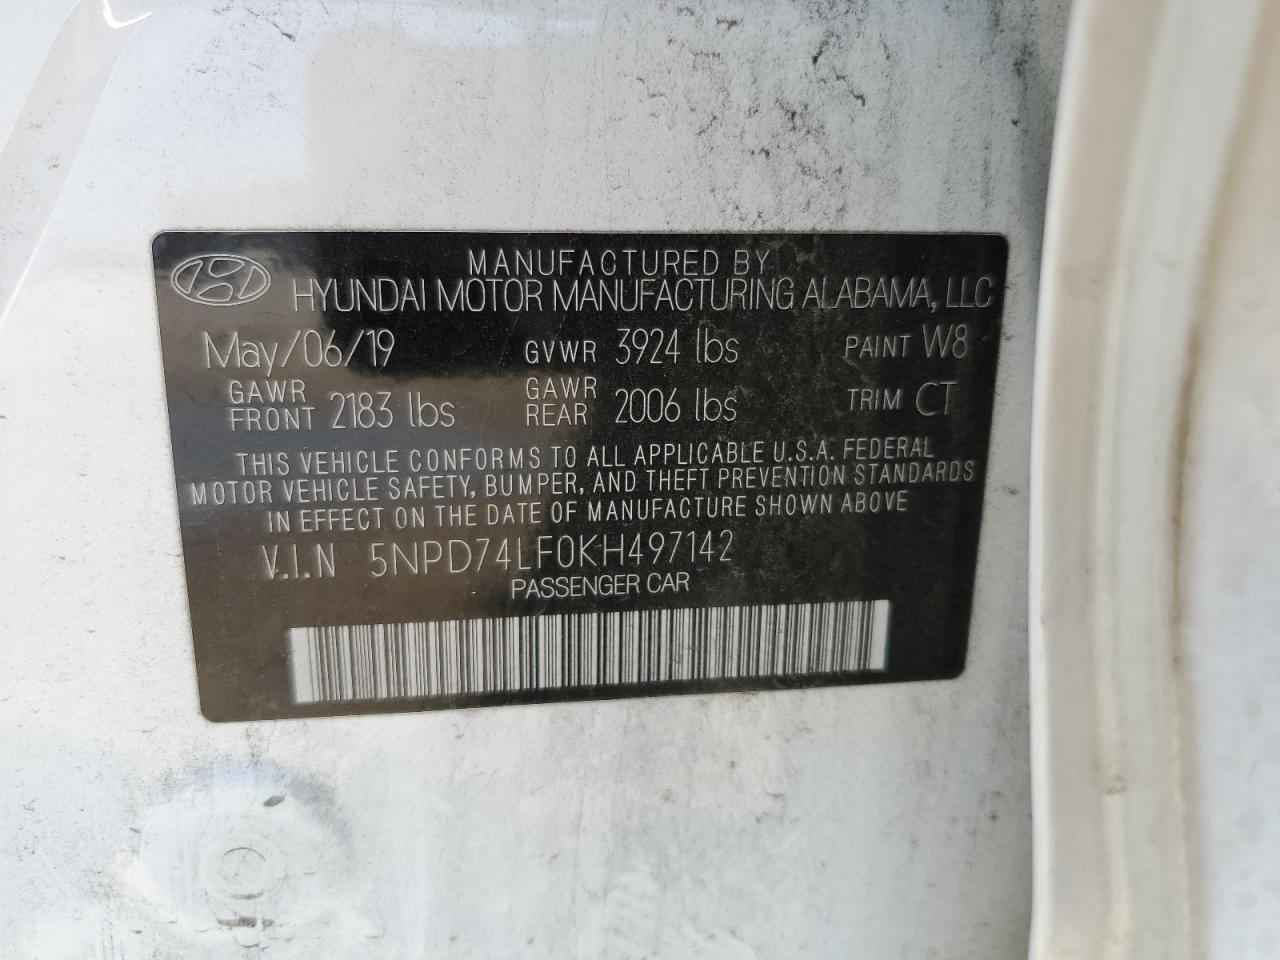 MANUFACTURED BY
HYUNDAI MOTOR MANUFACTURING ALABAMA, LLC
May/06/19 GVWR 3924 lbs PAINT W8
GAWR FRONT 2183 lbs GAWR REAR 2006 lbs TRIM CT
THIS VEHICLE CONFORMS TO ALL APPLICABLE U.S.A. FEDERAL
MOTOR VEHICLE SAFETY, BUMPER, AND THEFT PREVENTION STANDARDS
IN EFFECT ON THE DATE OF MANUFACTURE SHOWN ABOVE
V.I.N 5NPD74LF0KH497142
PASSENGER CAR